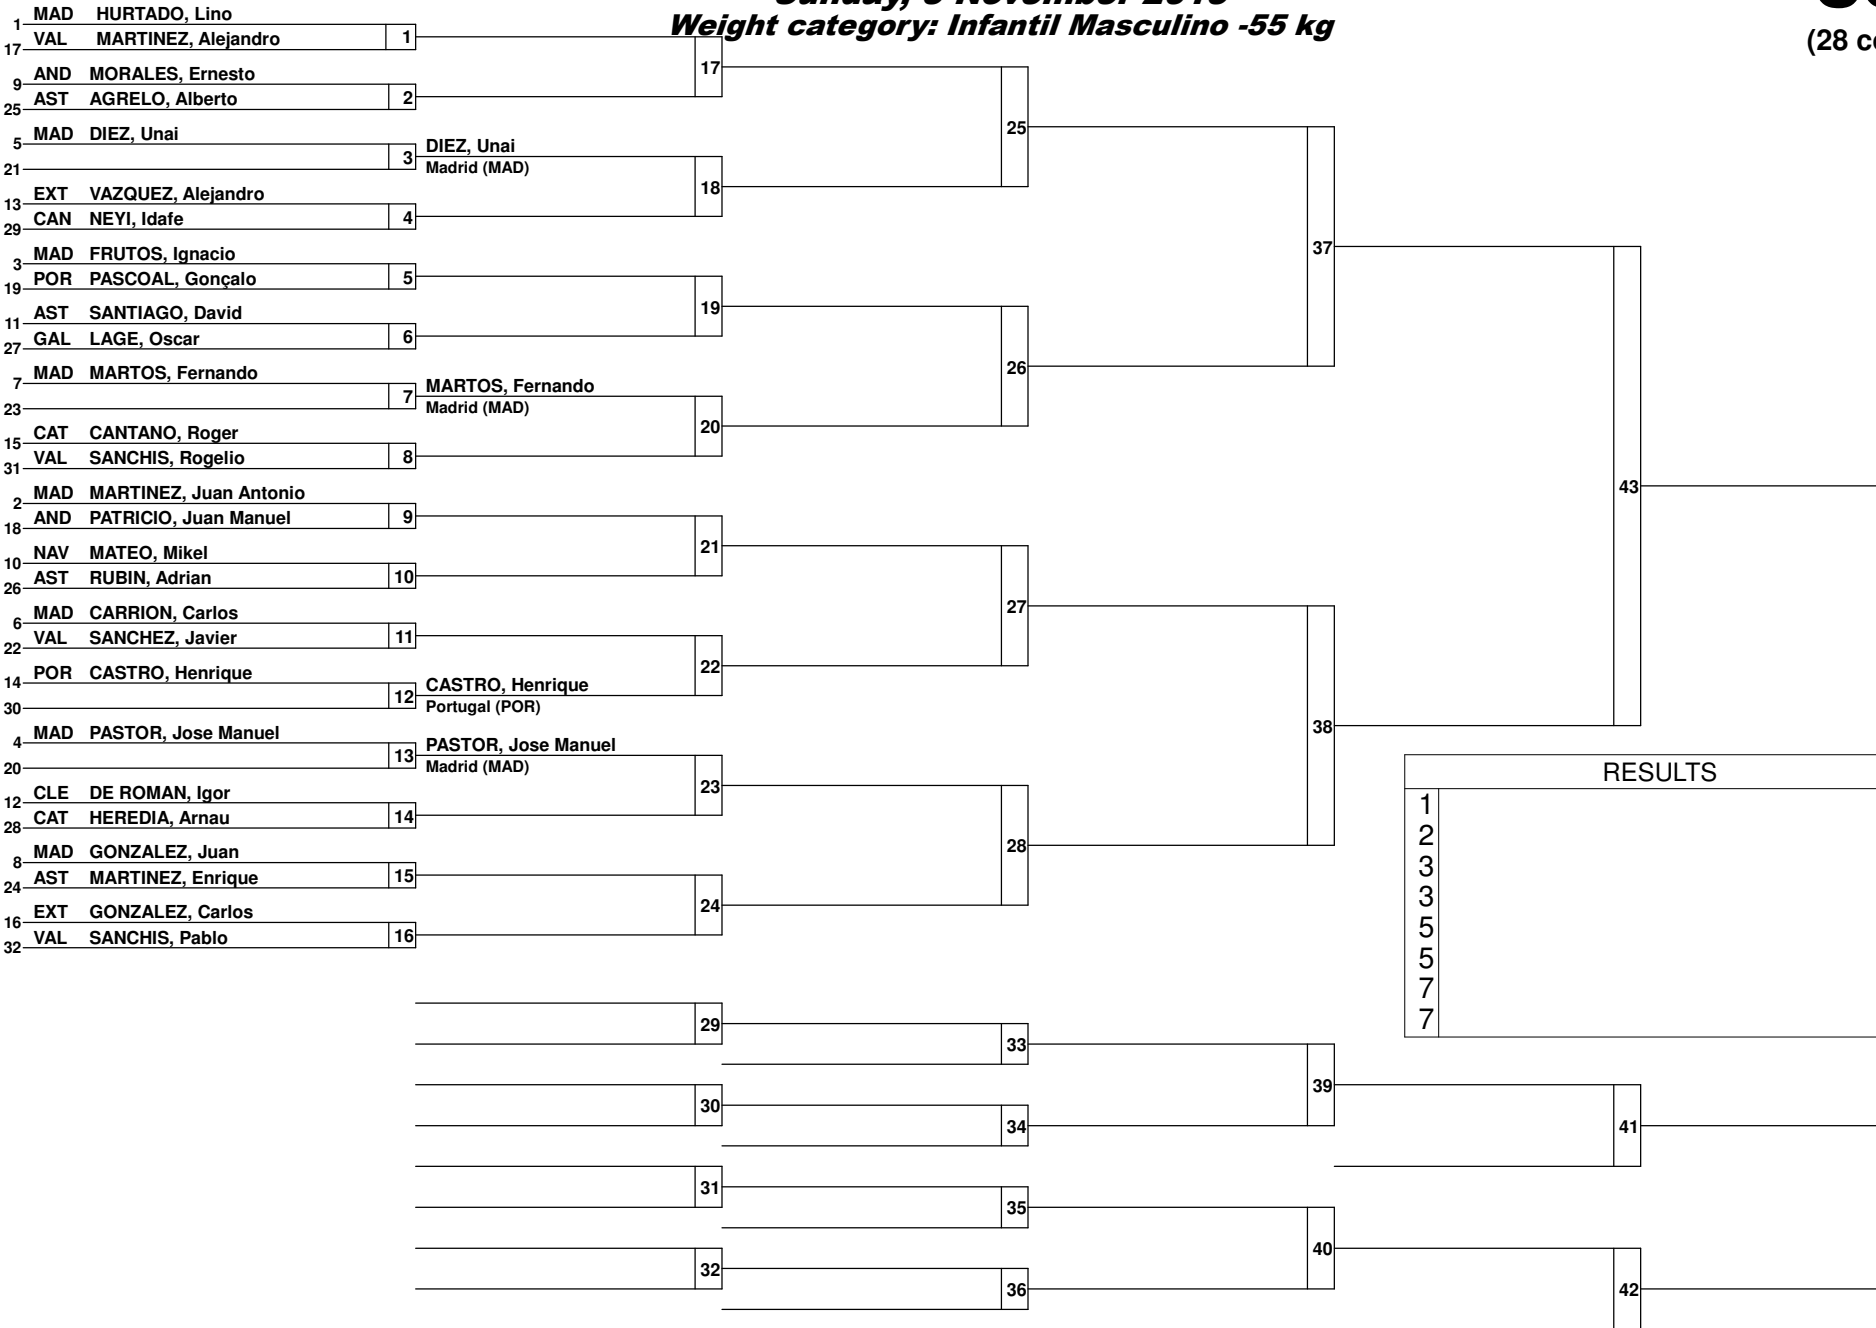 Weight category: Infantil Masculino -55 kg
(28 c
1 MAD HURTADO, Lino
17 VAL MARTINEZ, Alejandro
1
9 AND MORALES, Ernesto
25 AST AGRELO, Alberto
2
5 MAD DIEZ, Unai
21
3
13 EXT VAZQUEZ, Alejandro
29 CAN NEYI, Idafe
4
3 MAD FRUTOS, Ignacio
19 POR PASCOAL, Gonçalo
5
11 AST SANTIAGO, David
27 GAL LAGE, Oscar
6
7 MAD MARTOS, Fernando
23
7
15 CAT CANTANO, Roger
31 VAL SANCHIS, Rogelio
8
2 MAD MARTINEZ, Juan Antonio
18 AND PATRICIO, Juan Manuel
9
10 NAV MATEO, Mikel
26 AST RUBIN, Adrian
10
6 MAD CARRION, Carlos
22 VAL SANCHEZ, Javier
11
14 POR CASTRO, Henrique
30
12
4 MAD PASTOR, Jose Manuel
20
13
12 CLE DE ROMAN, Igor
28 CAT HEREDIA, Arnau
14
8 MAD GONZALEZ, Juan
24 AST MARTINEZ, Enrique
15
16 EXT GONZALEZ, Carlos
32 VAL SANCHIS, Pablo
16
DIEZ, Unai
Madrid (MAD)
MARTOS, Fernando
Madrid (MAD)
CASTRO, Henrique
Portugal (POR)
PASTOR, Jose Manuel
Madrid (MAD)
17
18
19
20
21
22
23
24
25
26
27
28
37
38
43
RESULTS
1
2
3
3
5
5
7
7
29
30
31
32
33
34
35
36
39
40
41
42